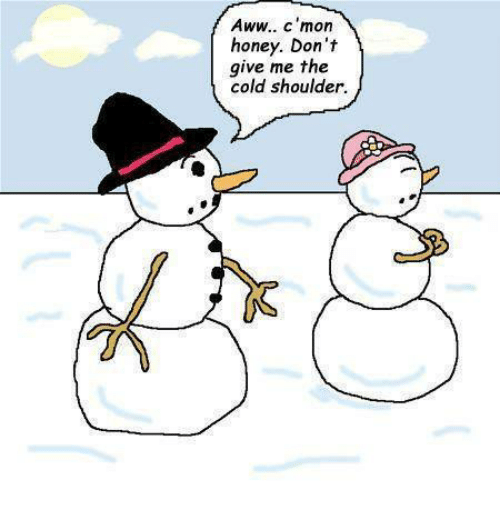 Aww.. c'mon
honey. Don't
give me the
cold shoulder.